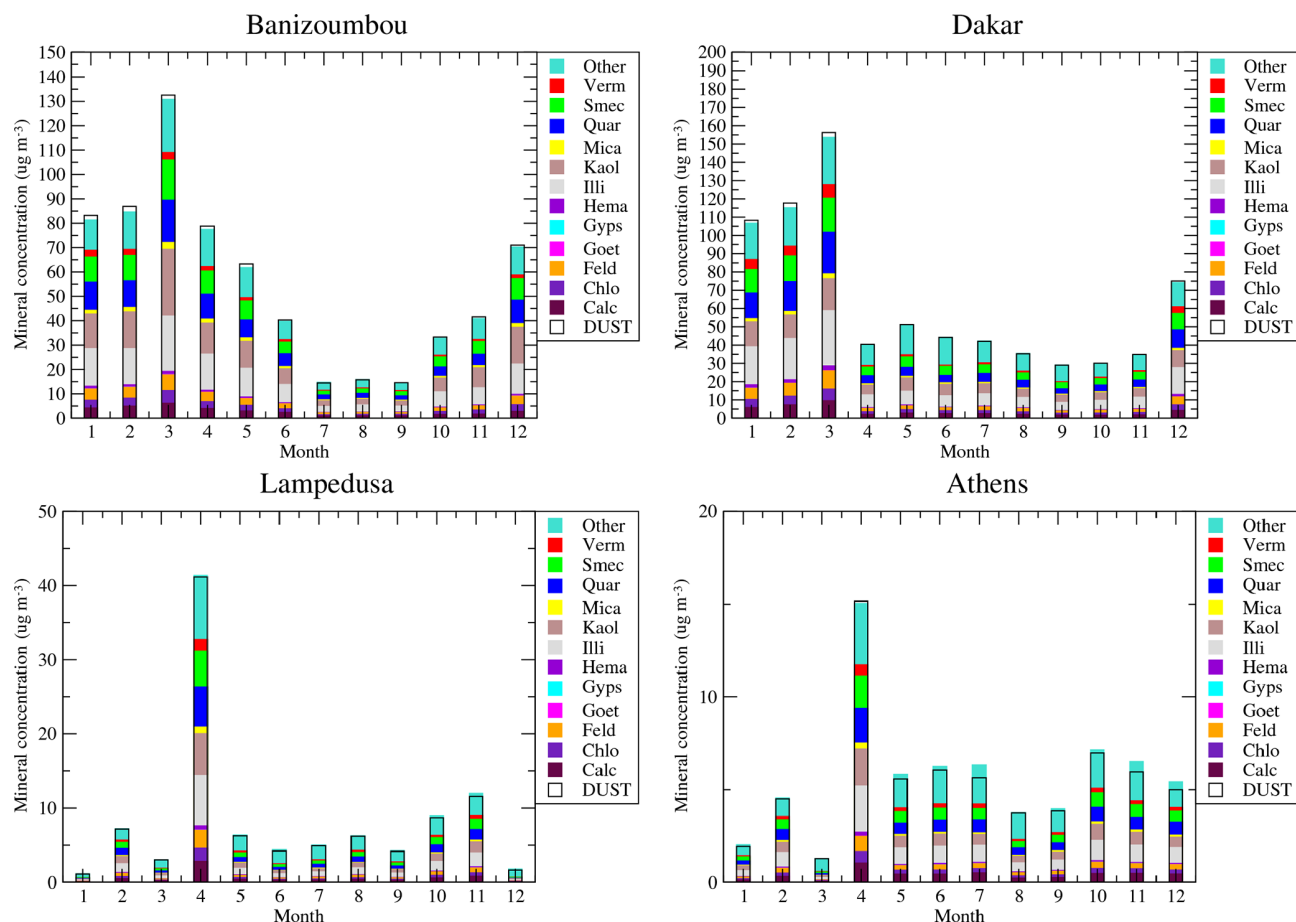 Banizoumbou
Mineral concentration (ug m-3)
150
140
130
120
110
100
90
80
70
60
50
40
30
20
10
0
1 2 3 4 5 6 7 8 9 10 11 12
Month
Other
Verm
Smec
Quar
Mica
Kaol
Illi
Hema
Gyps
Goet
Feld
Chlo
Calc
DUST
Dakar
Mineral concentration (ug m-3)
200
190
180
170
160
150
140
130
120
110
100
90
80
70
60
50
40
30
20
10
0
1 2 3 4 5 6 7 8 9 10 11 12
Month
Other
Verm
Smec
Quar
Mica
Kaol
Illi
Hema
Gyps
Goet
Feld
Chlo
Calc
DUST
Lampedusa
Mineral concentration (ug m-3)
50
40
30
20
10
0
1 2 3 4 5 6 7 8 9 10 11 12
Month
Other
Verm
Smec
Quar
Mica
Kaol
Illi
Hema
Gyps
Goet
Feld
Chlo
Calc
DUST
Athens
Mineral concentration (ug m-3)
20
10
0
1 2 3 4 5 6 7 8 9 10 11 12
Month
Other
Verm
Smec
Quar
Mica
Kaol
Illi
Hema
Gyps
Goet
Feld
Chlo
Calc
DUST